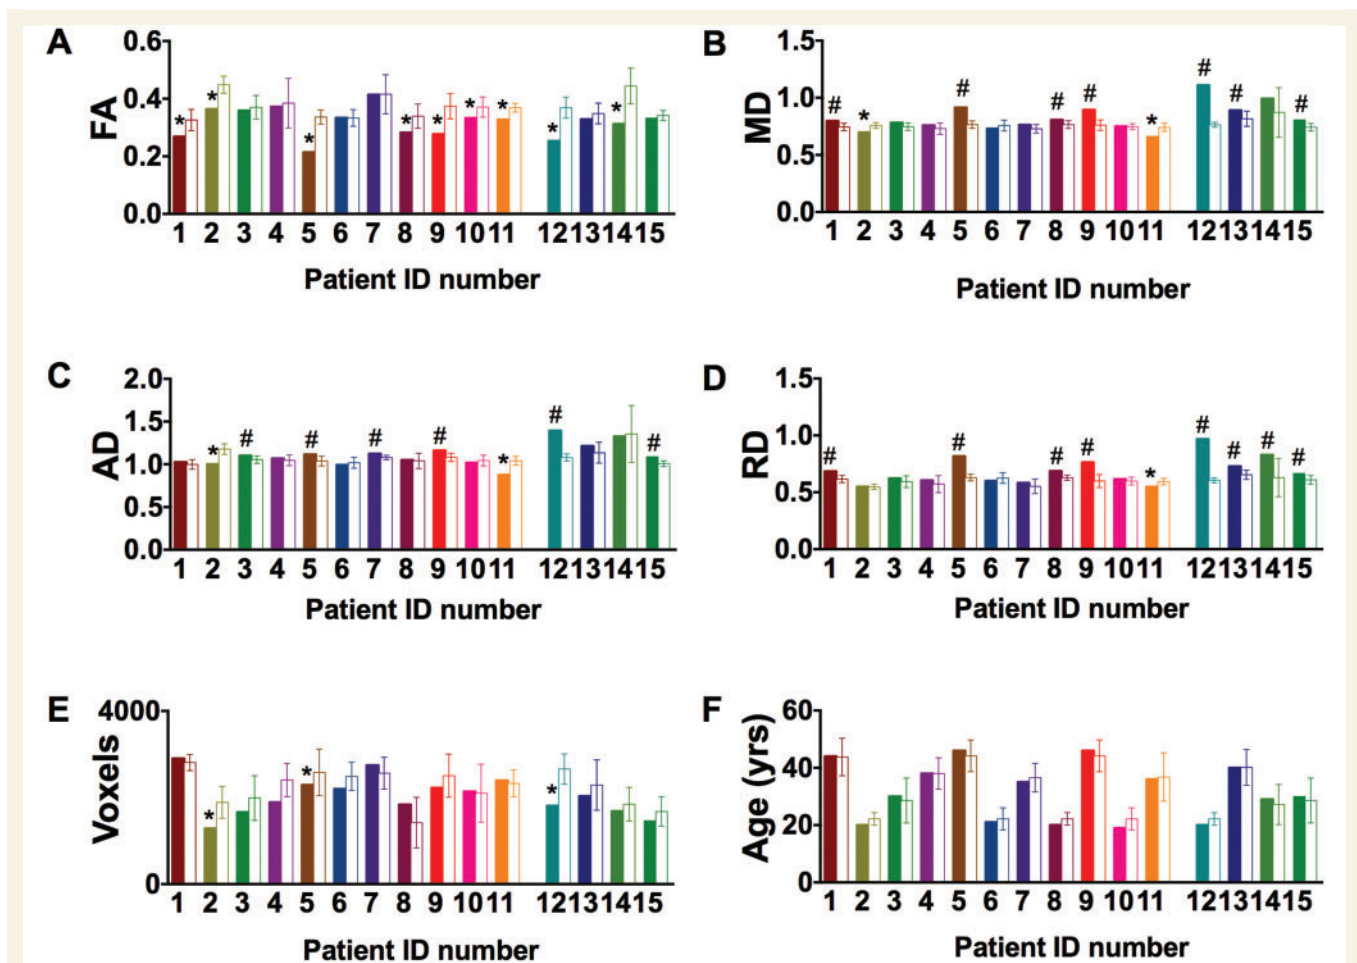 A
FA
0.6
0.4
0.2
0.0
* * * * * * * * *
1 2 3 4 5 6 7 8 9 10 11 12 13 14 15
Patient ID number
B
MD
1.5
1.0
0.5
0.0
# * # # # * # # #
1 2 3 4 5 6 7 8 9 10 11 12 13 14 15
Patient ID number
C
AD
2.0
1.5
1.0
0.5
0.0
* # # # # * # #
1 2 3 4 5 6 7 8 9 10 11 12 13 14 15
Patient ID number
D
RD
1.5
1.0
0.5
0.0
# # # # * # # # #
1 2 3 4 5 6 7 8 9 10 11 12 13 14 15
Patient ID number
E
Voxels
4000
0
* * *
1 2 3 4 5 6 7 8 9 10 11 12 13 14 15
Patient ID number
F
Age (yrs)
60
40
20
0
1 2 3 4 5 6 7 8 9 10 11 12 13 14 15
Patient ID number